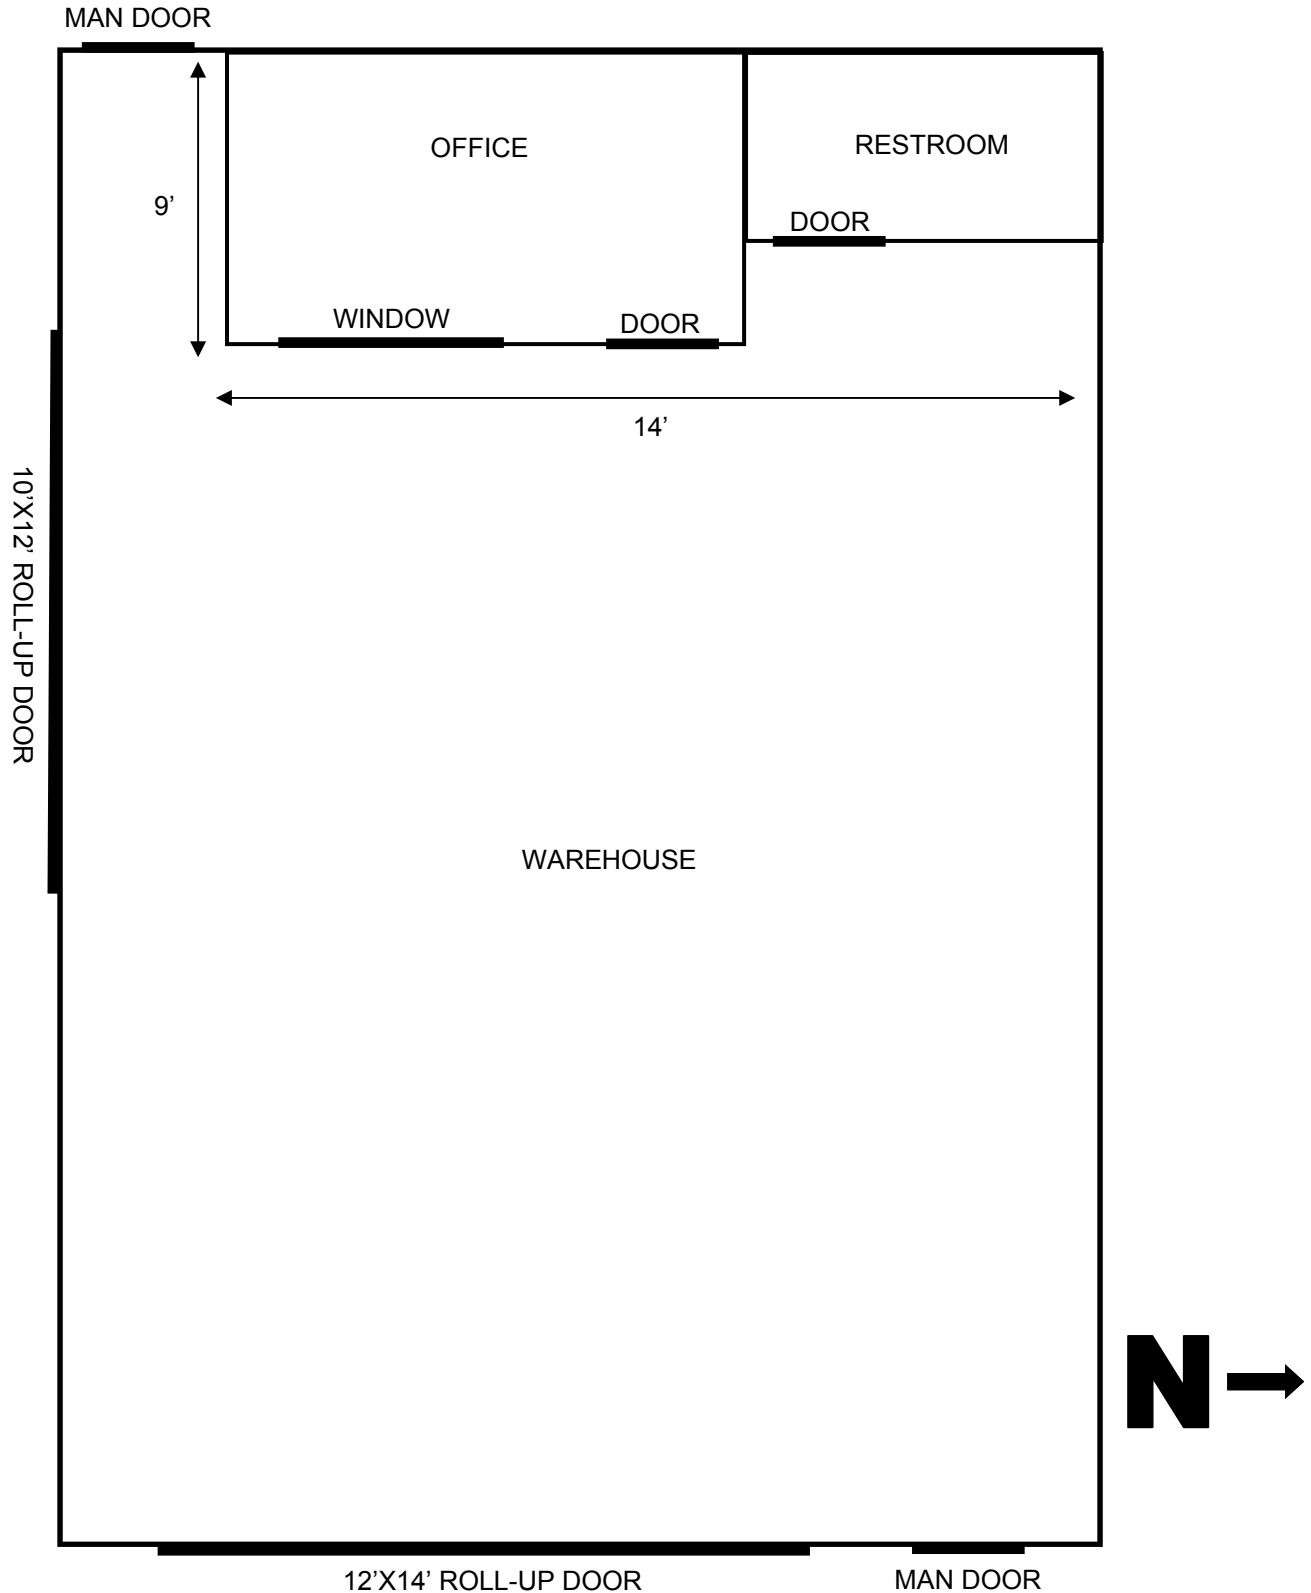 MAN DOOR
OFFICE
RESTROOM
9’
DOOR
WINDOW
DOOR
14’
10’X12’ ROLL-UP DOOR
WAREHOUSE
N
12’X14’ ROLL-UP DOOR
MAN DOOR